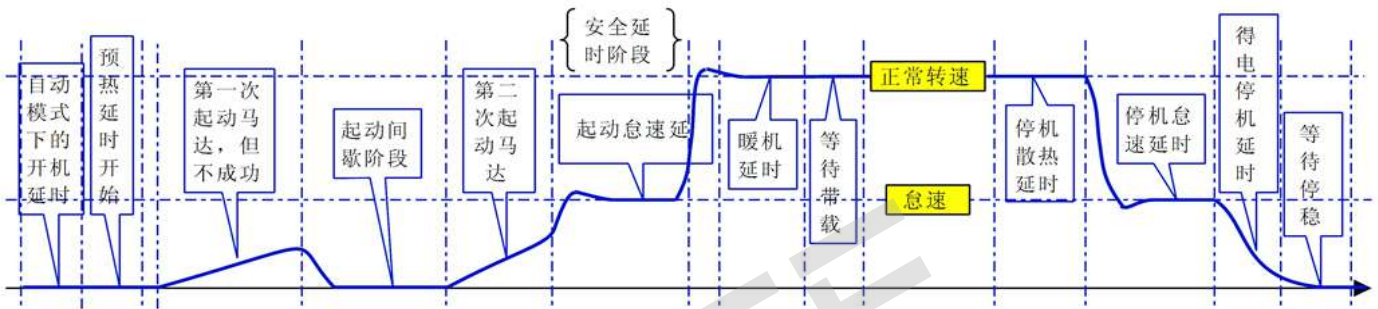 自动
模式
下的
开机
延时
预
热
延
时
开
始
第一次
起动马
达，但
不成功
起动间
歇阶段
第二
次起
动马
达
安全延
时阶段
起动怠速延
暖机
延时
等
待
带
载
正常转速
怠速
停机
散热
延时
停机怠
速延时
得
电
停
机
延
时
等
待
停
稳